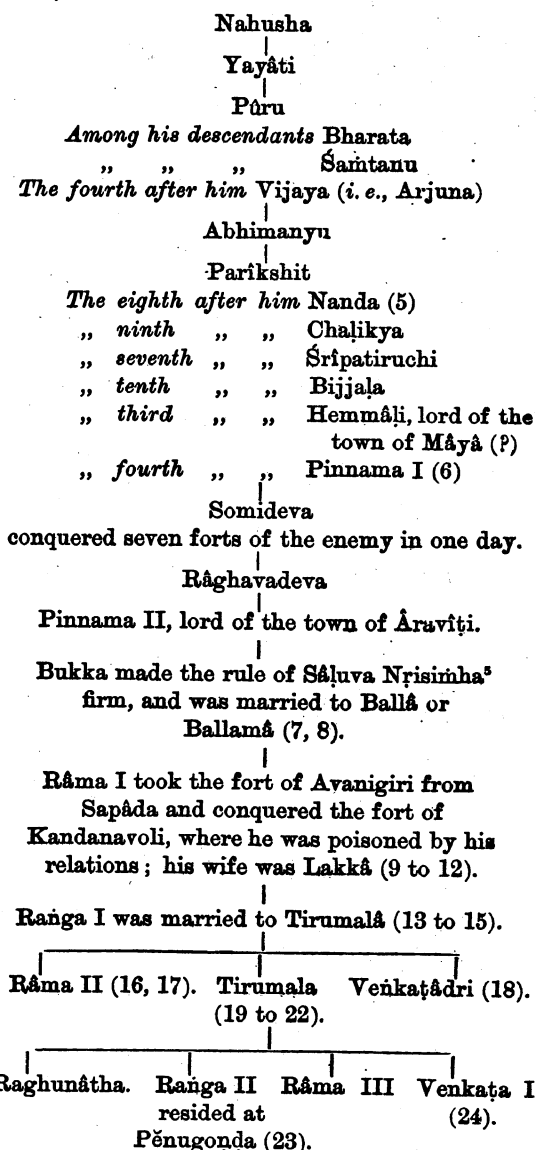 Nahusha
Yayâti
Pûru
Among his descendants Bharata
„ „ „ Śaṁtanu
The fourth after him Vijaya (i. e., Arjuna)
Abhimanyu
Parîkshit
The eighth after him Nanda (5)
„ ninth „ „ Chaḷikya
„ seventh „ „ Śrîpatiruchi
„ tenth „ „ Bijjaḷa
„ third „ „ Hemmâḷi, lord of the
town of Mâyâ (?)
„ fourth „ „ Pinnama I (6)
Somideva
conquered seven forts of the enemy in one day.
Râghavadeva
Pinnama II, lord of the town of Âravîṭi.
Bukka made the rule of Sâḷuva Nṛisiṁha⁵
firm, and was married to Ballâ or
Ballamâ (7, 8).
Râma I took the fort of Avanigiri from
Sapâda and conquered the fort of
Kandanavoli, where he was poisoned by his
relations; his wife was Lakkâ (9 to 12).
Raṅga I was married to Tirumalâ (13 to 15).
Râma II (16, 17). Tirumala Veṅkaṭâdri (18).
(19 to 22).
Raghunâtha. Raṅga II Râma III Venkaṭa I
resided at (24).
Pĕnugoṇḍa (23).